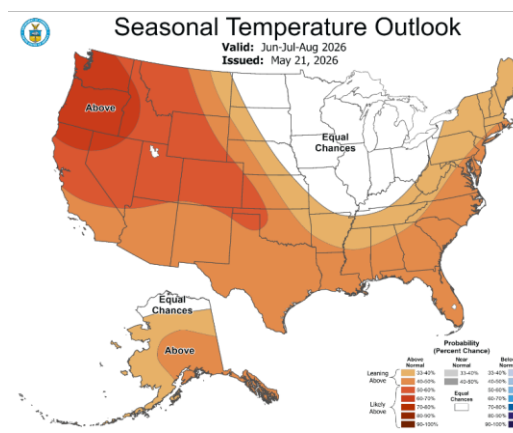 Seasonal Temperature Outlook
Valid: Jun-Jul-Aug 2026
Issued: May 21, 2026
Above
Equal
Chances
Equal
Chances
Above
Probability
(Percent Chance)
Above
Normal
Near
Normal
Leaning
Above
Likely
Above
33-40%
40-50%
50-60%
60-70%
70-80%
80-90%
90-100%
33-40%
40-50%
Equal
Chances
33-40
40-50
50-60
60-70
70-80
80-90
90-100